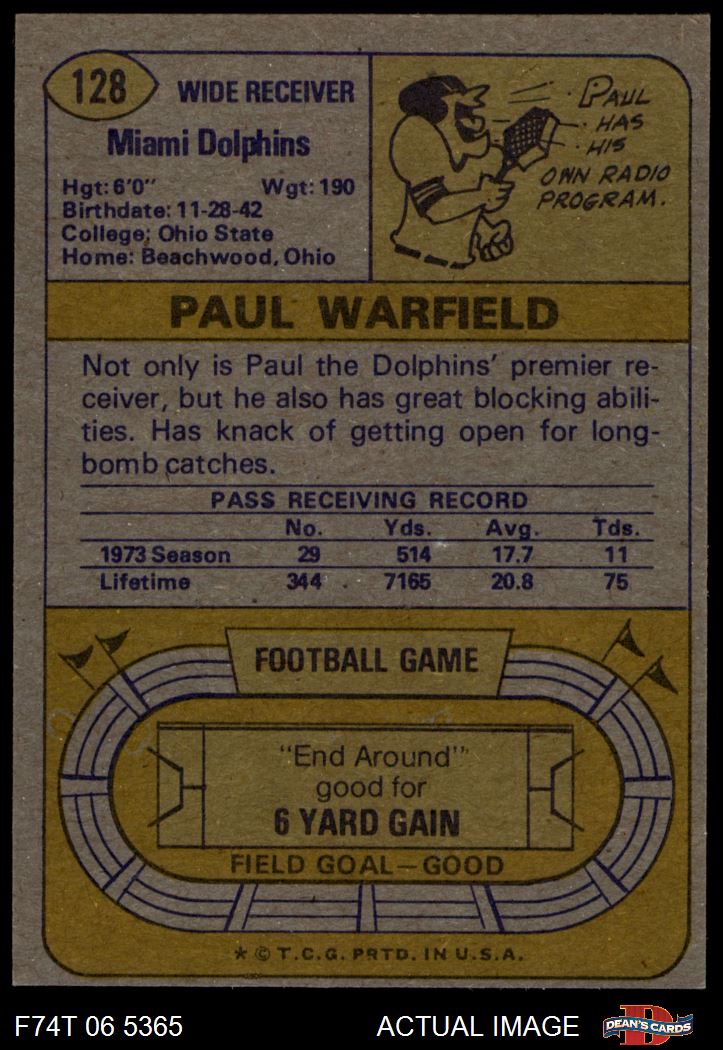 128
WIDE RECEIVER
Miami Dolphins
Hgt: 6'0" Wgt: 190
Birthdate: 11-28-42
College: Ohio State
Home: Beachwood, Ohio
PAUL
HAS
HIS
OWN RADIO
PROGRAM.
PAUL WARFIELD
Not only is Paul the Dolphins' premier re-
ceiver, but he also has great blocking abili-
ties. Has knack of getting open for long-
bomb catches.
PASS RECEIVING RECORD
No. Yds. Avg. Tds.
1973 Season 29 514 17.7 11
Lifetime 344 7165 20.8 75
FOOTBALL GAME
"End Around"
good for
6 YARD GAIN
FIELD GOAL—GOOD
* © T.C.G. PRTD. IN U.S.A.
F74T 06 5365 ACTUAL IMAGE
D
DEAN'S CARDS